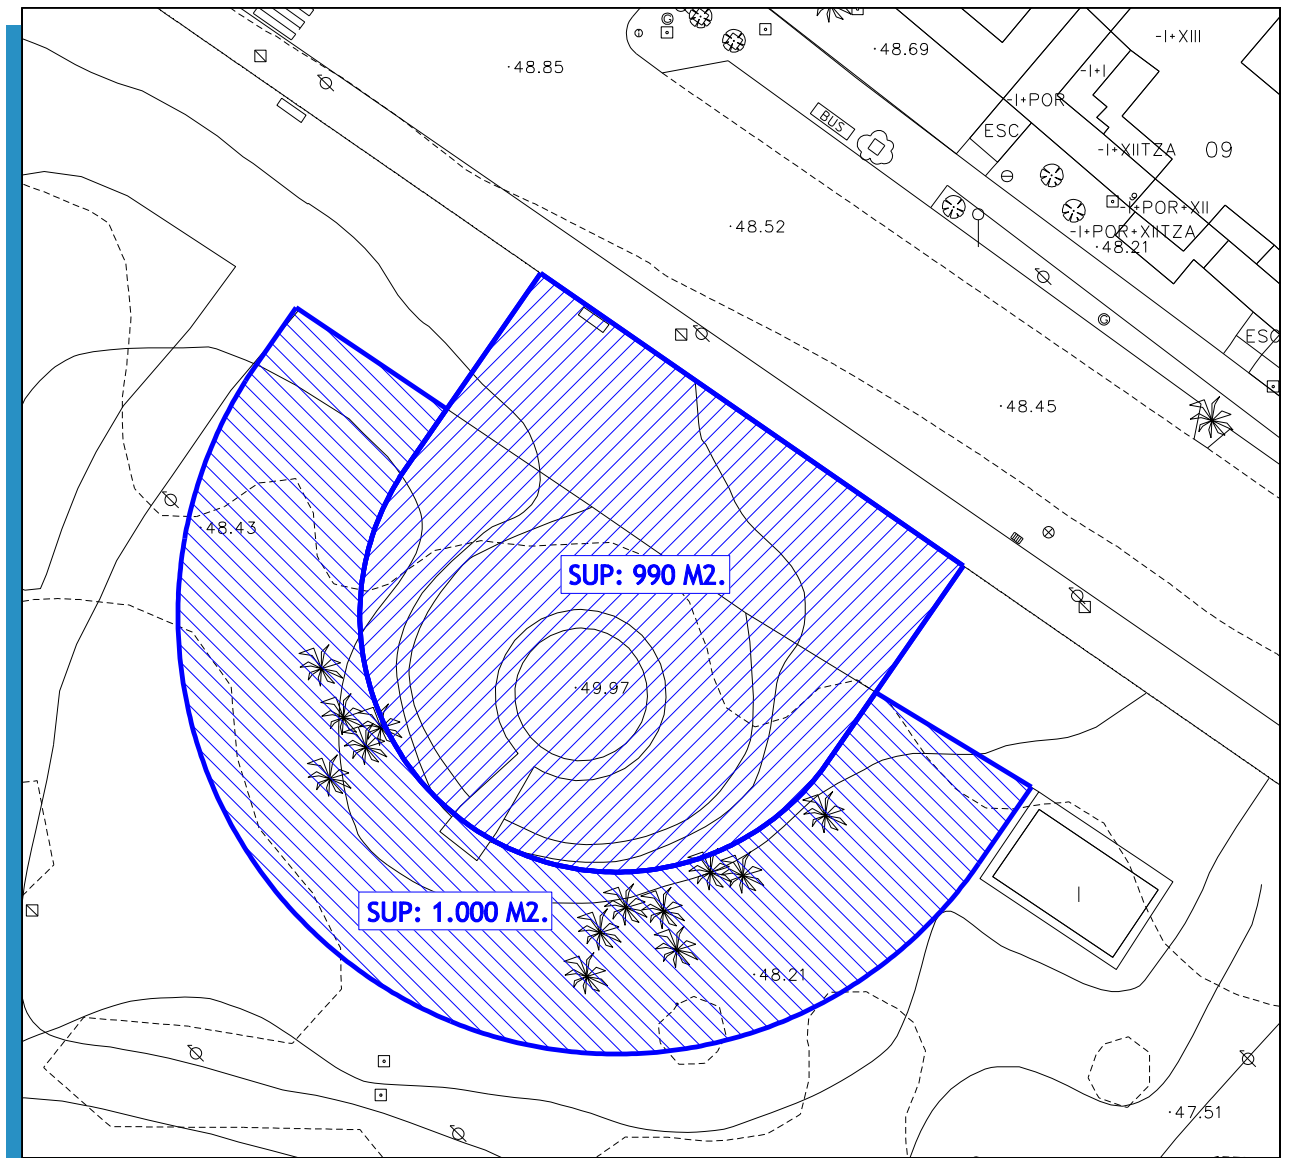 -I+XIII
·48.69
·48.85
-I+I
-I+POR
BUS
ESC
-I+XIITZA
09
-I+POR+XII
·48.52
-I+POR+XIITZA
·48.21
G
G
ESC
·48.45
·48.43
SUP: 990 M2.
·49.97
I
SUP: 1.000 M2.
·48.21
·47.51